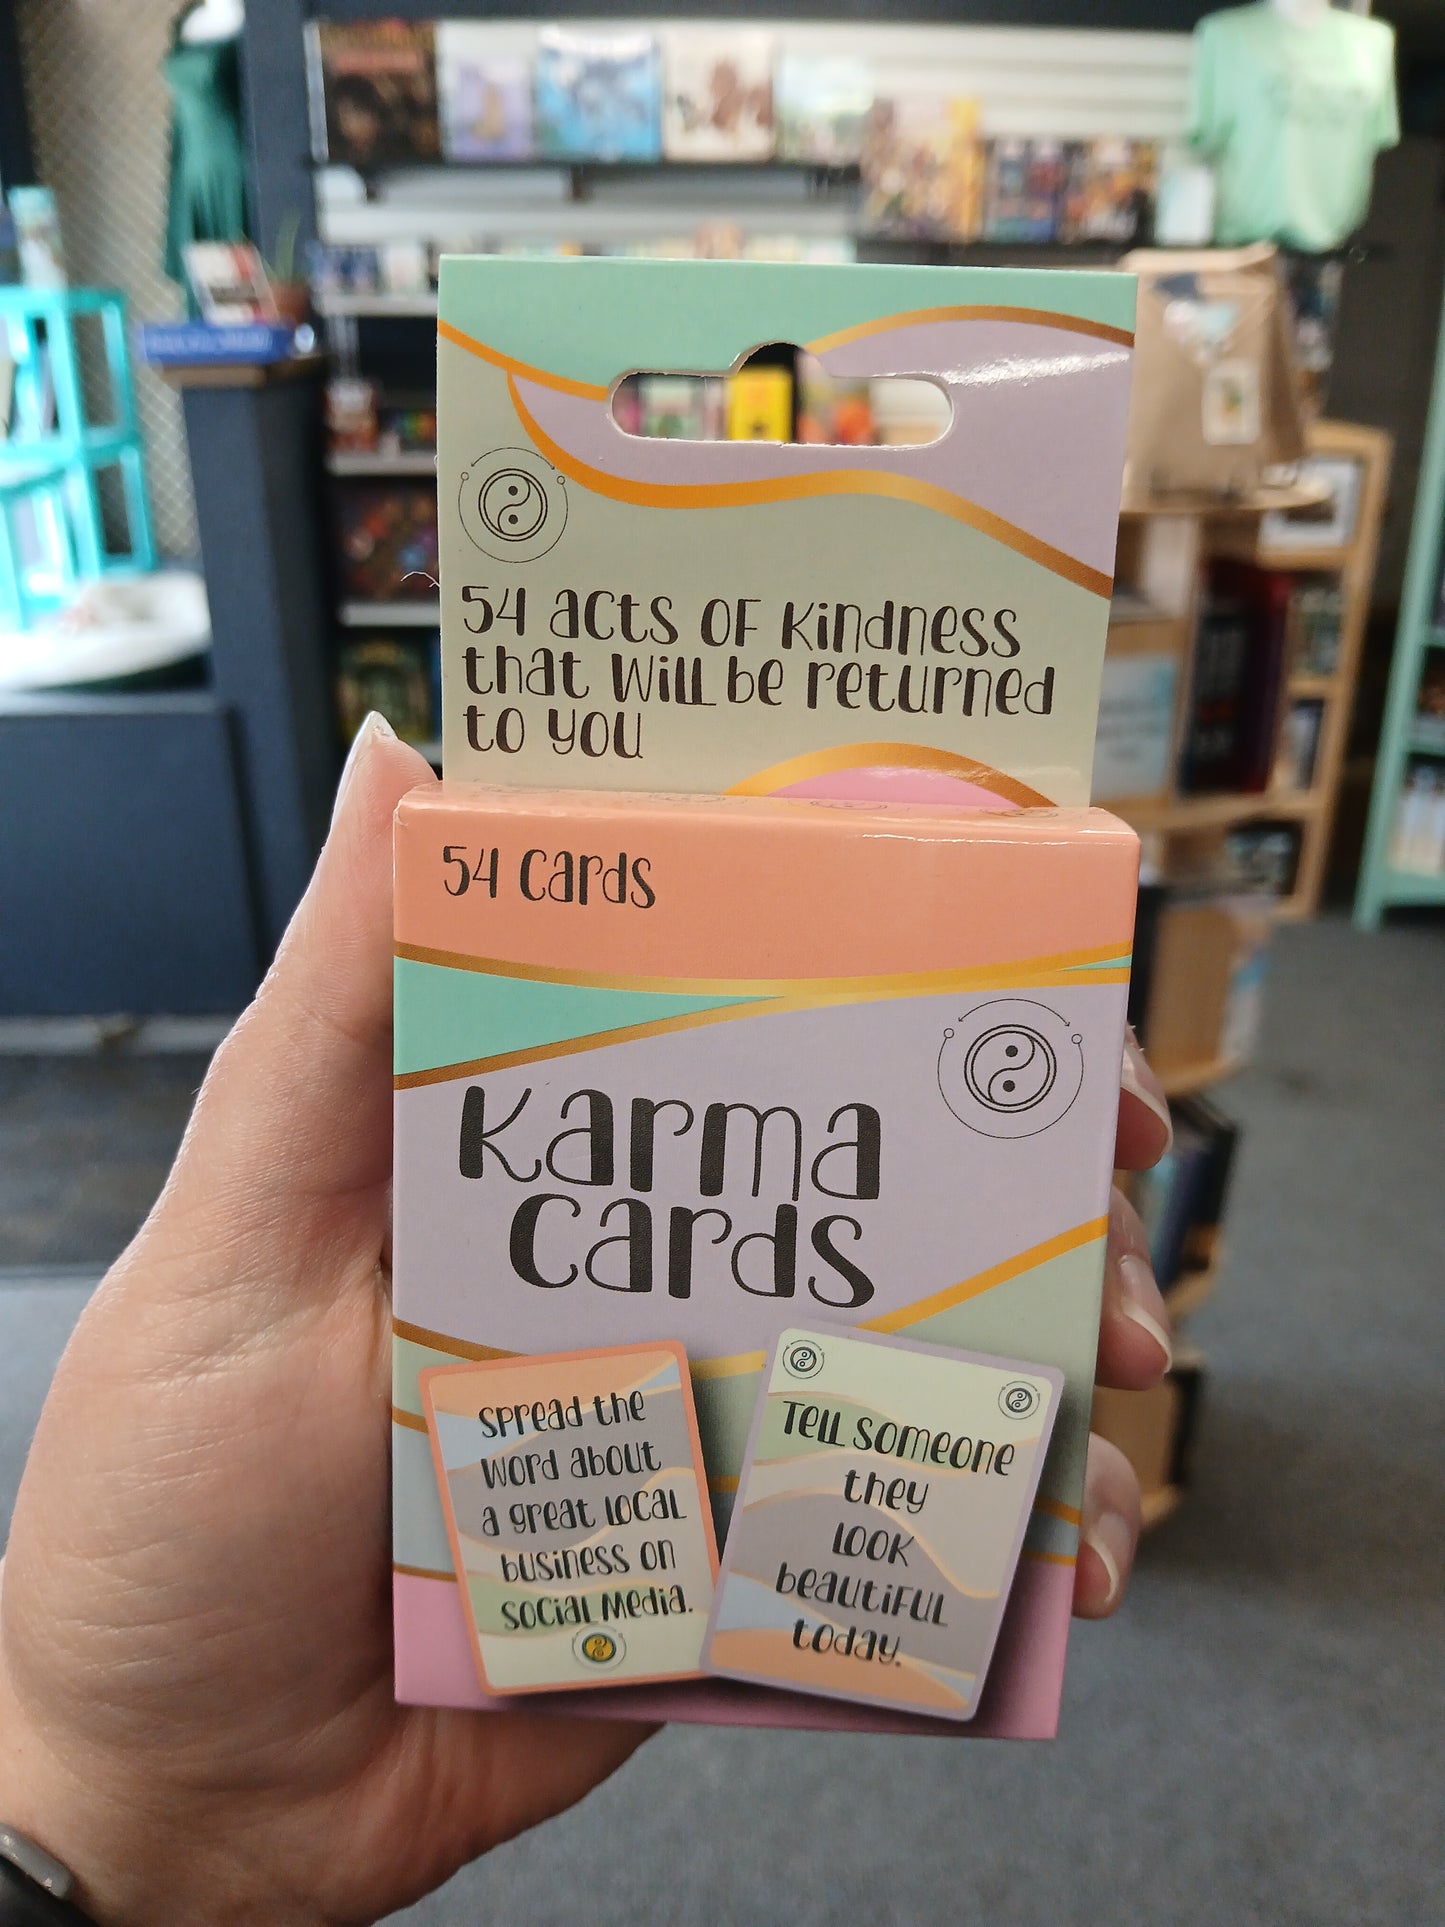 54 acts of kindness
that will be returned
to you
54 cards
Karma
Cards
Spread the
word about
a great local
business on
social media.
Tell someone
they
look
beautiful
today.